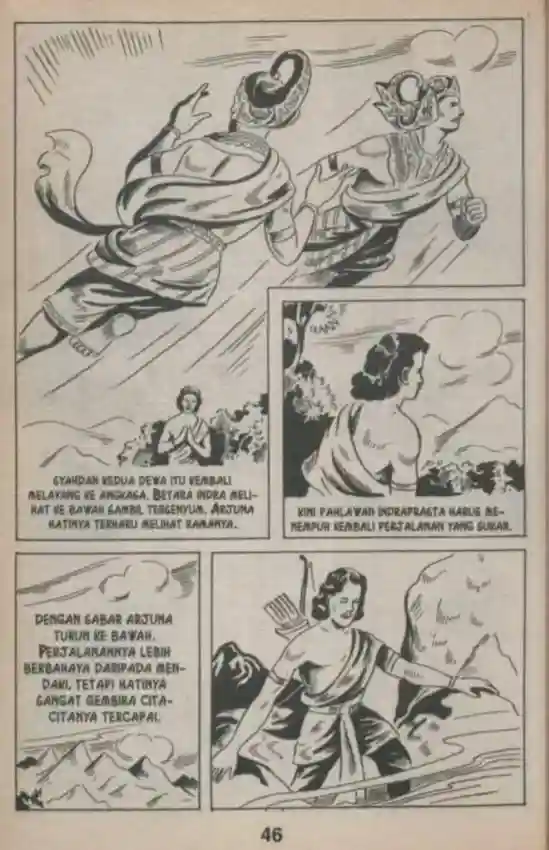 SYAHDAN KEDUA DEWA ITU KEMBALI
MELAYANG KE ANGKASA. BETARA INDRA MELI-
HAT KE BAWAH SAMBIL TERSENYUM. ARJUNA
HATINYA TERHARU MELIHAT RAMANYA.
KINI PAHLAWAN INDRAPRASTA HARUS ME-
NEMPUH KEMBALI PERJALANAN YANG SUKAR.
DENGAN SABAR ARJUNA
TURUN KE BAWAH.
PERJALANANNYA LEBIH
BERBAHAYA DARIPADA MEN-
DAKI, TETAPI HATINYA
SANGAT GEMBIRA CITA-
CITANYA TERCAPAI.
46